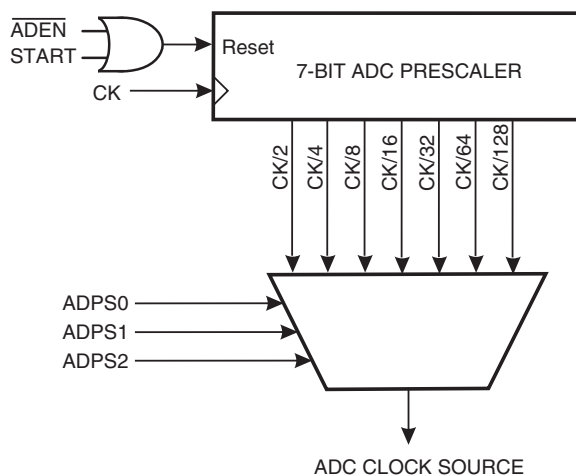 ADEN
START
Reset
CK
7-BIT ADC PRESCALER
CK/2
CK/4
CK/8
CK/16
CK/32
CK/64
CK/128
ADPS0
ADPS1
ADPS2
ADC CLOCK SOURCE